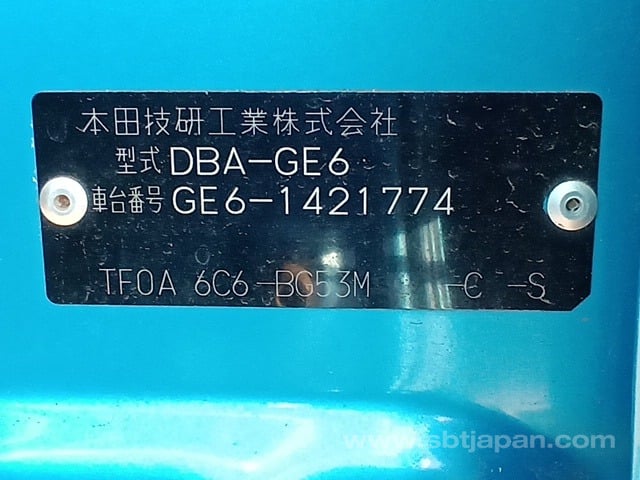 本田技研工業株式会社
型式 DBA-GE6
車台番号 GE6-1421774
TF0A 6C6-BG53M -C -S
www.sbtjapan.com